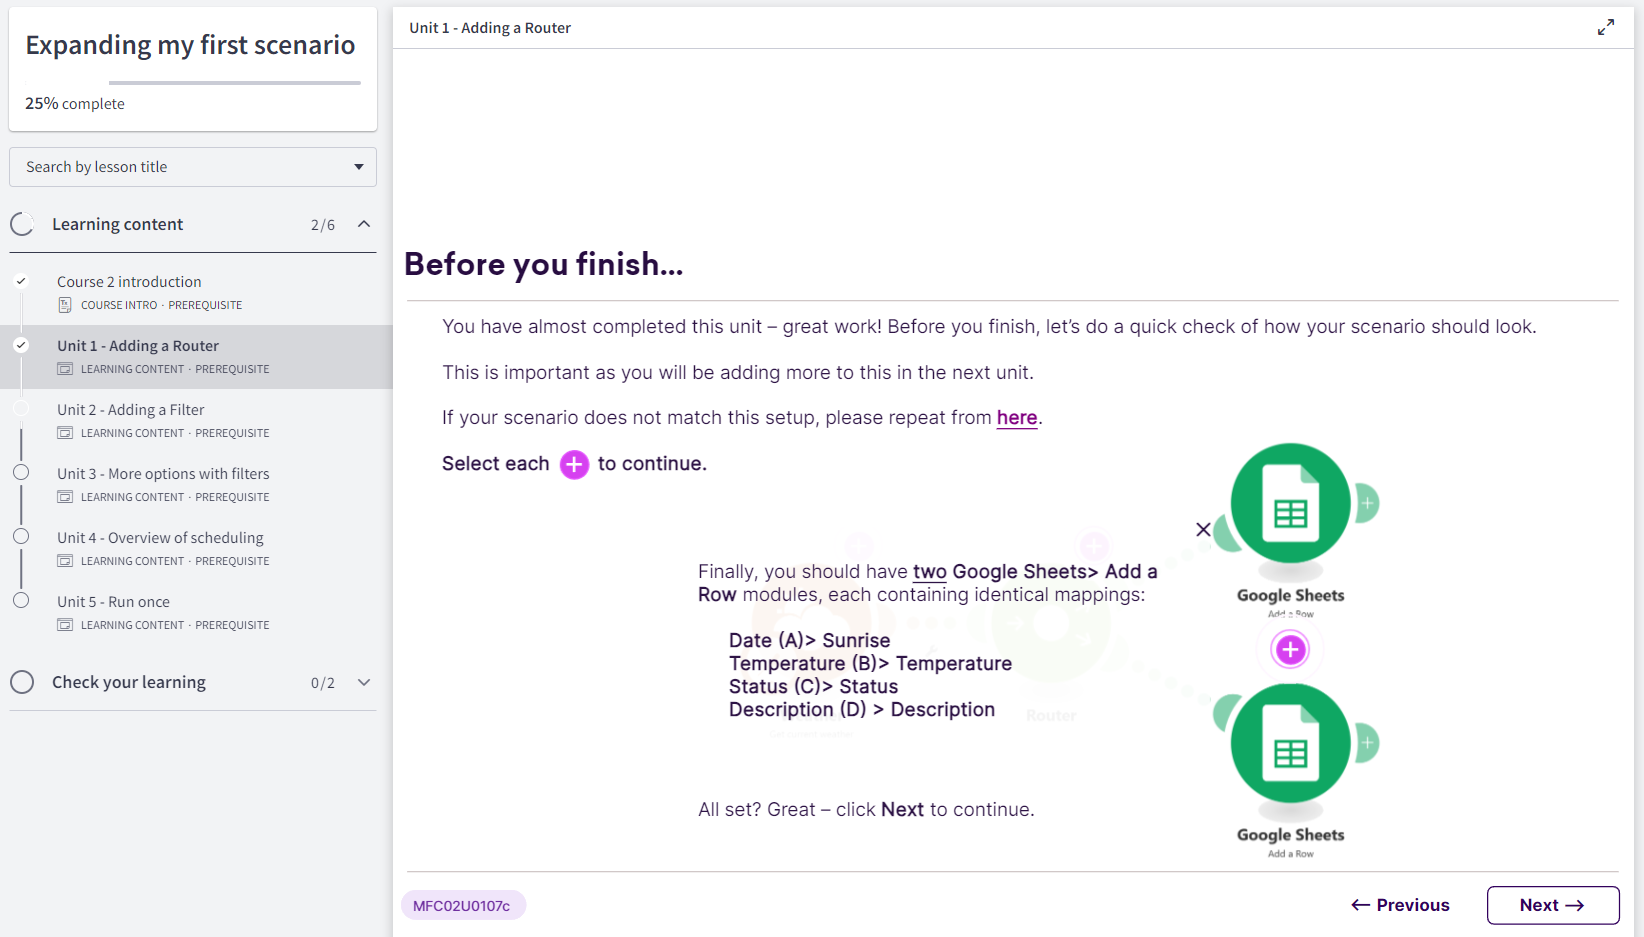 Expanding my first scenario
25% complete
Search by lesson title
Learning content 2/6
Course 2 introduction
COURSE INTRO · PREREQUISITE
Unit 1 - Adding a Router
LEARNING CONTENT · PREREQUISITE
Unit 2 - Adding a Filter
LEARNING CONTENT · PREREQUISITE
Unit 3 - More options with filters
LEARNING CONTENT · PREREQUISITE
Unit 4 - Overview of scheduling
LEARNING CONTENT · PREREQUISITE
Unit 5 - Run once
LEARNING CONTENT · PREREQUISITE
Check your learning 0/2
Unit 1 - Adding a Router
Before you finish...
You have almost completed this unit – great work! Before you finish, let’s do a quick check of how your scenario should look.
This is important as you will be adding more to this in the next unit.
If your scenario does not match this setup, please repeat from here.
Select each + to continue.
Finally, you should have two Google Sheets> Add a
Row modules, each containing identical mappings:
Date (A)> Sunrise
Temperature (B)> Temperature
Status (C)> Status
Description (D) > Description
Router
All set? Great – click Next to continue.
Google Sheets
Add a Row
Google Sheets
Add a Row
MFC02U0107c
← Previous
Next →